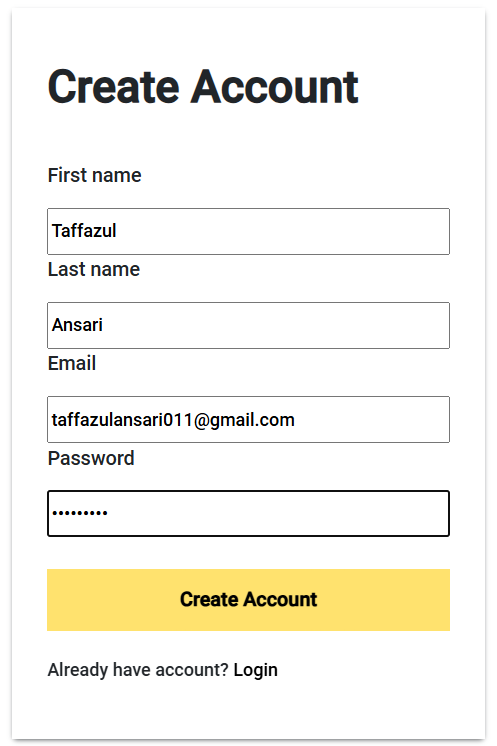 Create Account
First name
Taffazul
Last name
Ansari
Email
taffazulansari011@gmail.com
Password
•••••••••
Create Account
Already have account? Login